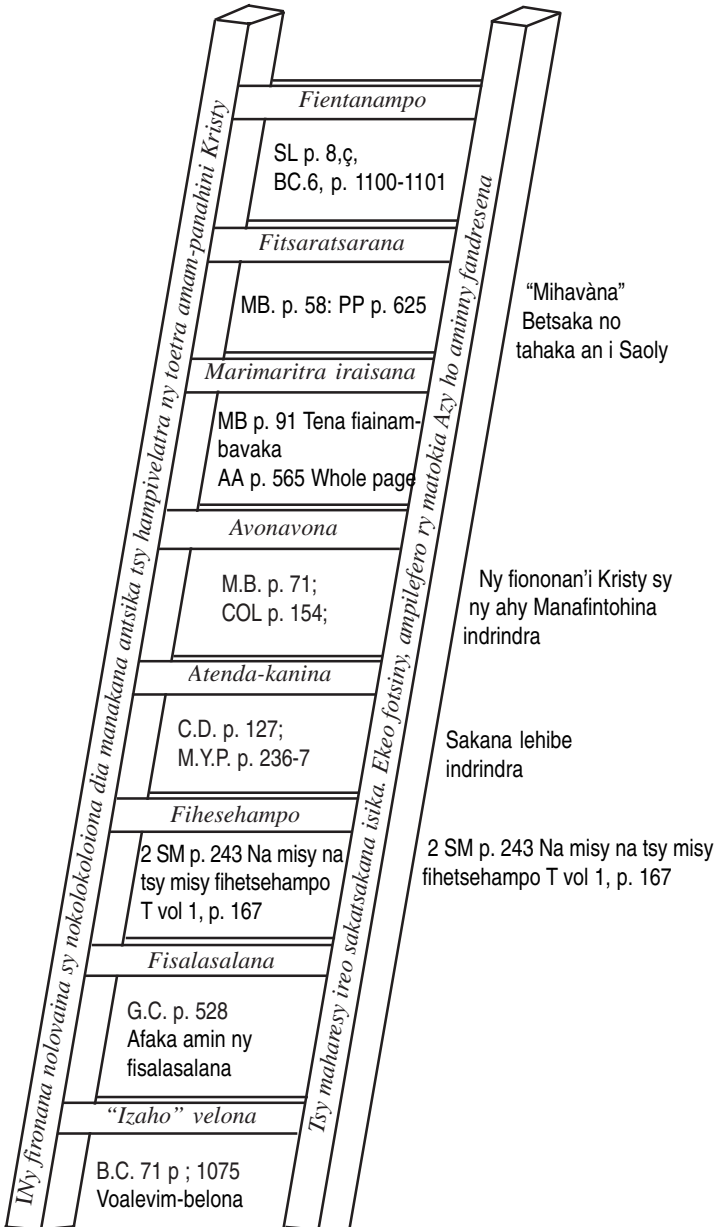 INy fironana nolovaina sy nokolokoloiona dia manakana antsika tsy hampivelatra ny toetra amam-panahini Kristy
Fientanampo
SL p. 8,ç,
BC.6, p. 1100-1101
Fitsaratsarana
MB. p. 58: PP p. 625
Marimaritra iraisana
MB p. 91 Tena fiainam-
bavaka
AA p. 565 Whole page
Avonavona
M.B. p. 71;
COL p. 154;
Atenda-kanina
C.D. p. 127;
M.Y.P. p. 236-7
Fihesehampo
2 SM p. 243 Na misy na
tsy misy fihetsehampo
T vol 1, p. 167
Fisalasalana
G.C. p. 528
Afaka amin ny
fisalasalana
“Izaho” velona
B.C. 71 p ; 1075
Voalevim-belona
Tsy maharesy ireo sakatsakana isika. Ekeo fotsiny, ampilefero ry matokia Azy ho aminny fandresena
“Mihavàna”
Betsaka no
tahaka an i Saoly
Ny fiononan’i Kristy sy
ny ahy Manafintohina
indrindra
Sakana lehibe
indrindra
2 SM p. 243 Na misy na tsy misy
fihetsehampo T vol 1, p. 167